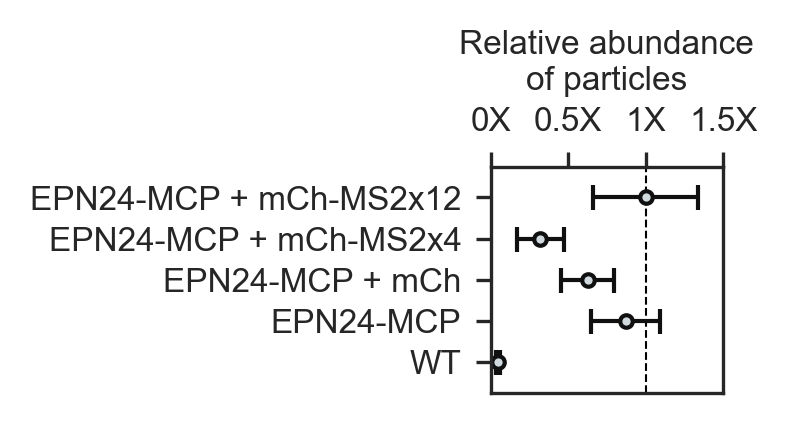 Relative abundance
of particles
0X 0.5X 1X 1.5X
EPN24-MCP + mCh-MS2x12
EPN24-MCP + mCh-MS2x4
EPN24-MCP + mCh
EPN24-MCP
WT